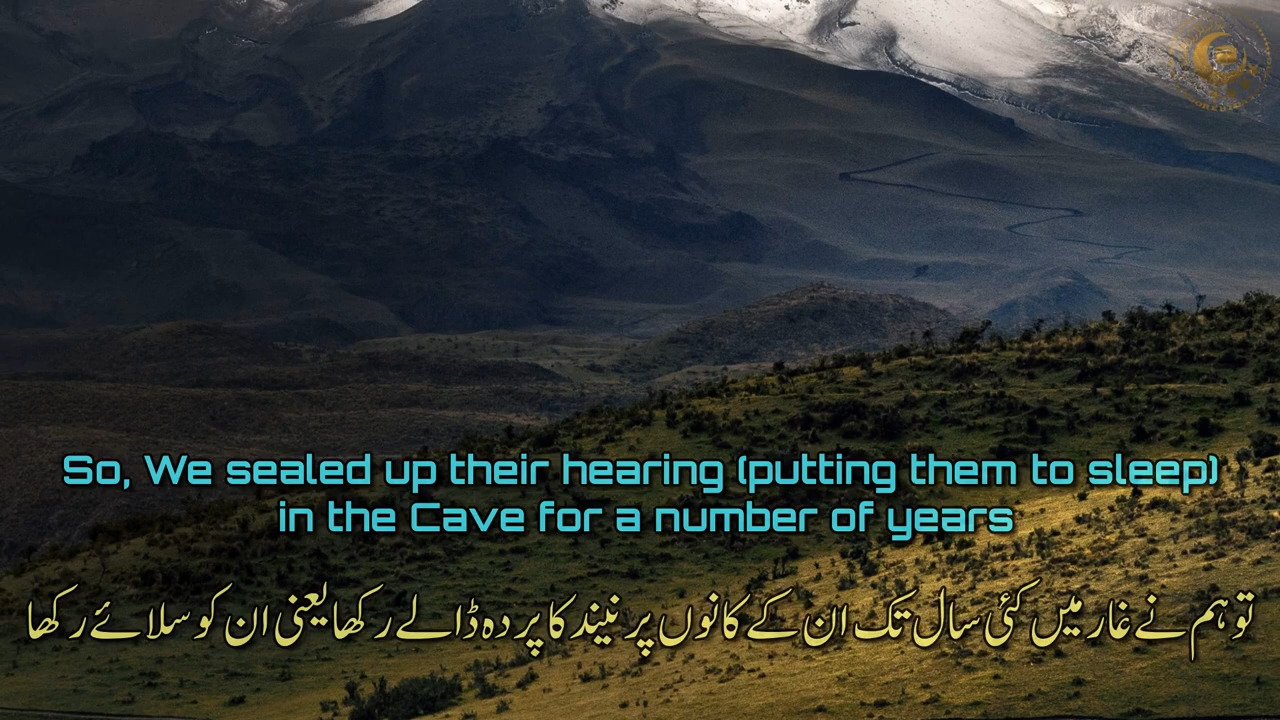 So, We sealed up their hearing (putting them to sleep)
in the Cave for a number of years
تو ہم نے غار میں کئی سال تک ان کے کانوں پر نیند کا پردہ ڈالے رکھا یعنی ان کو سلائے رکھا